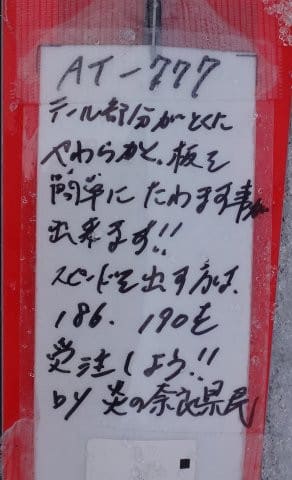 AT-777
テール部分がとくに
やわらかく、板を
簡単にたわます事が
出来ます!!
スピードを出す方は、
186. 190を
受注しよう!!
by 炎の奈良県民